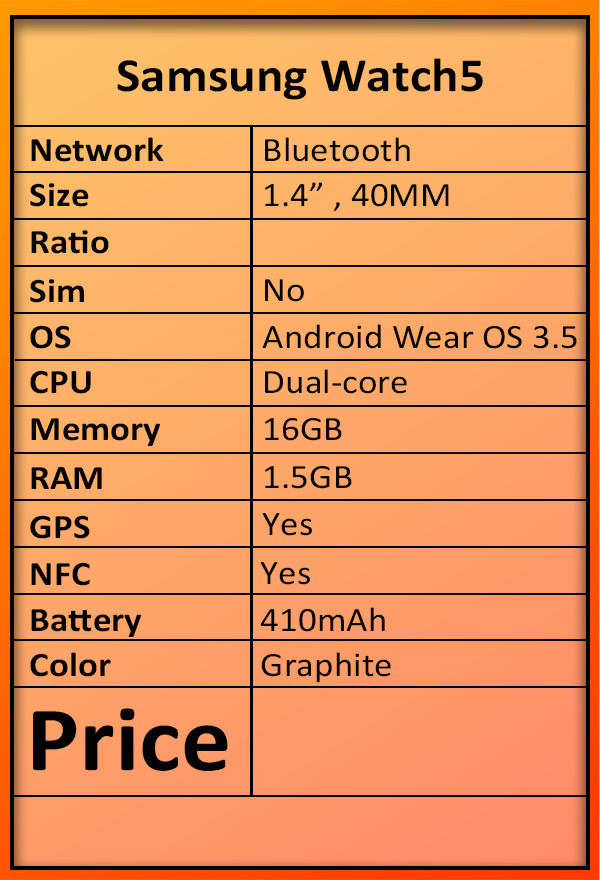 Samsung Watch5
Network Bluetooth
Size 1.4” , 40MM
Ratio
Sim No
OS Android Wear OS 3.5
CPU Dual-core
Memory 16GB
RAM 1.5GB
GPS Yes
NFC Yes
Battery 410mAh
Color Graphite
Price